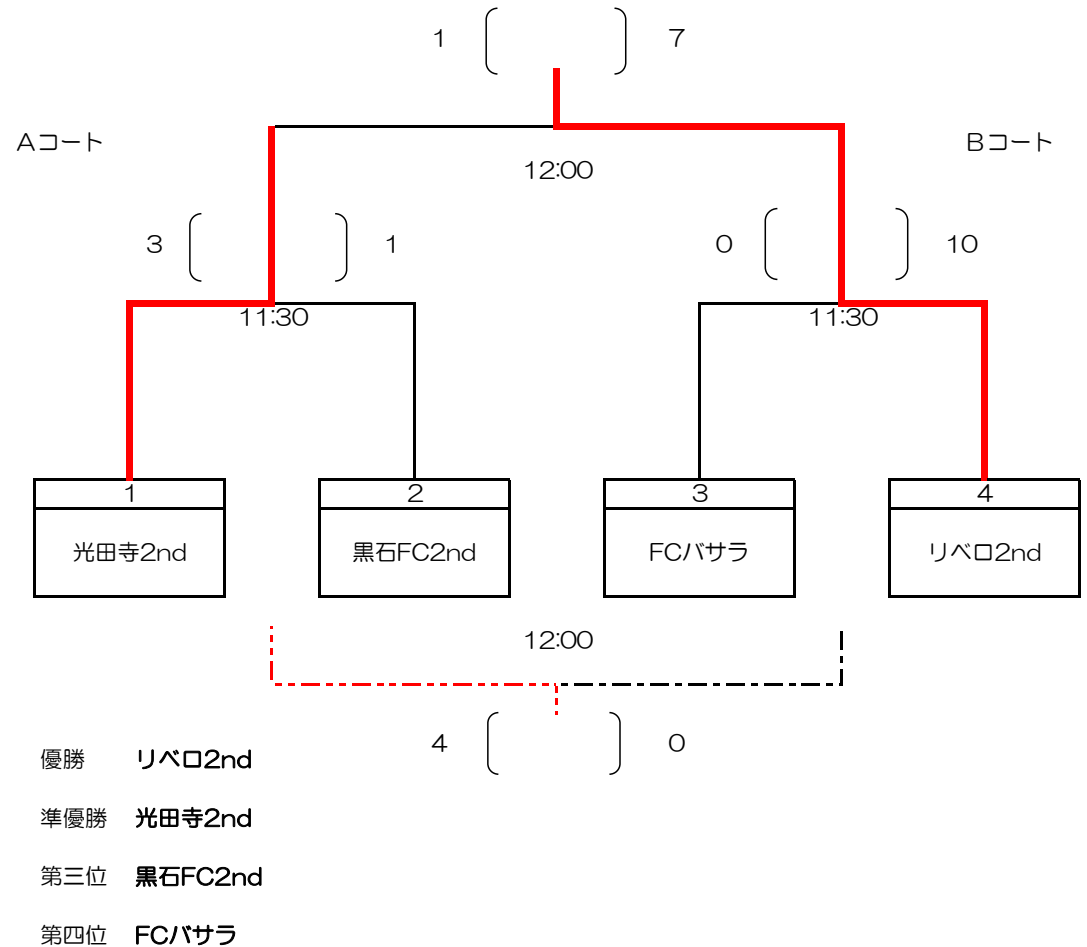 1 7
Aコート Bコート
12:00
3 1 0 10
11:30 11:30
1 2 3 4
光田寺2nd 黒石FC2nd FCバサラ リベロ2nd
12:00
4 0
優勝 リベロ2nd
準優勝 光田寺2nd
第三位 黒石FC2nd
第四位 FCバサラ